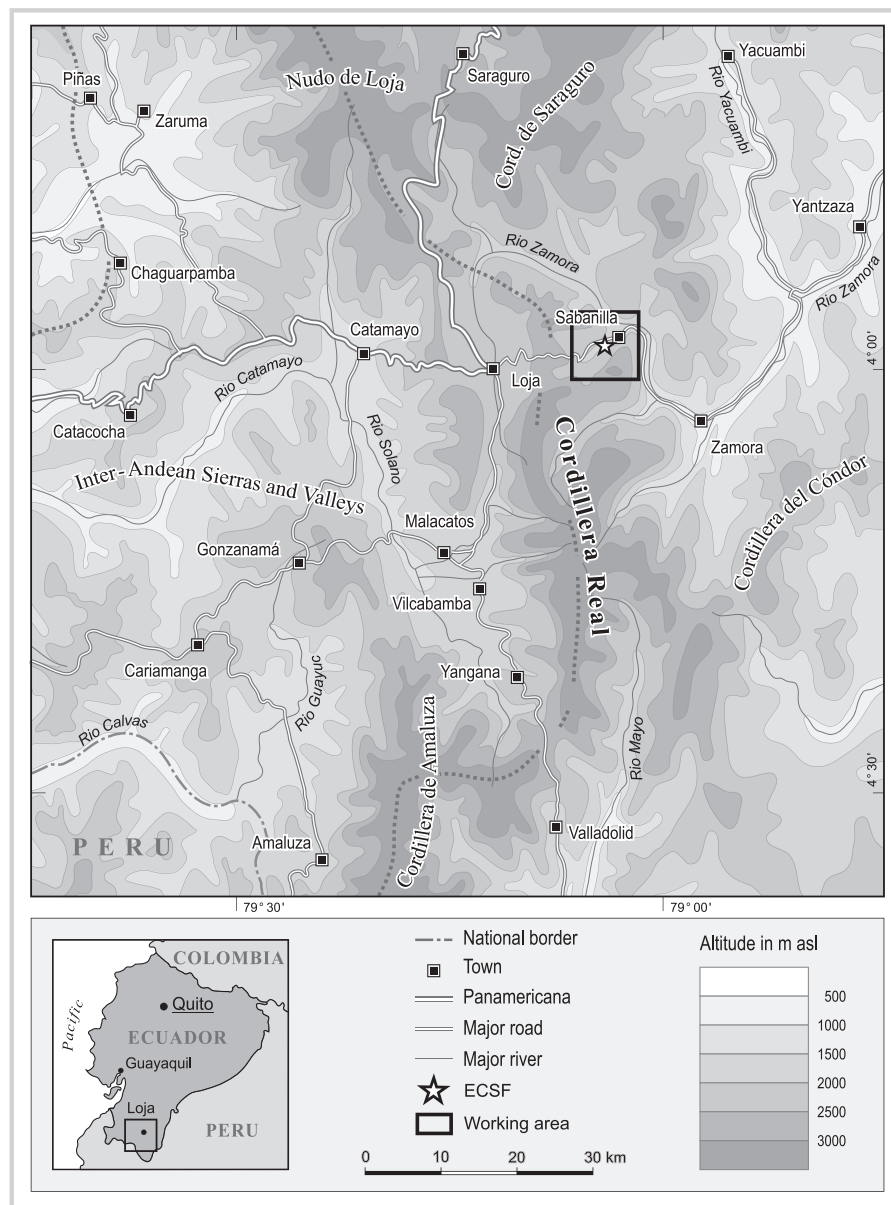 Piñas
Zaruma
Nudo de Loja
Saraguro
Cord. de Saraguro
Yacuambi
Rio Yacuambi
Yantzaza
Chaguarpamba
Rio Zamora
Rio Zamora
Sabanilla
Catamayo
Rio Catamayo
Loja
4° 00'
Catacocha
Rio Solano
Zamora
Inter-Andean Sierras and Valleys
Cordillera Real
Cordillera del Cóndor
Malacatos
Gonzanamá
Vilcabamba
Cariamanga
Rio Guayuc
Yangana
Rio Calvas
Cordillera de Amaluza
Rio Mayo
4° 30'
PERU
Amaluza
Valladolid
79° 30'
79° 00'
COLOMBIA
Pacific
Quito
ECUADOR
Guayaquil
Loja
PERU
National border
Town
Panamericana
Major road
Major river
ECSF
Working area
0 10 20 30 km
Altitude in m asl
500
1000
1500
2000
2500
3000